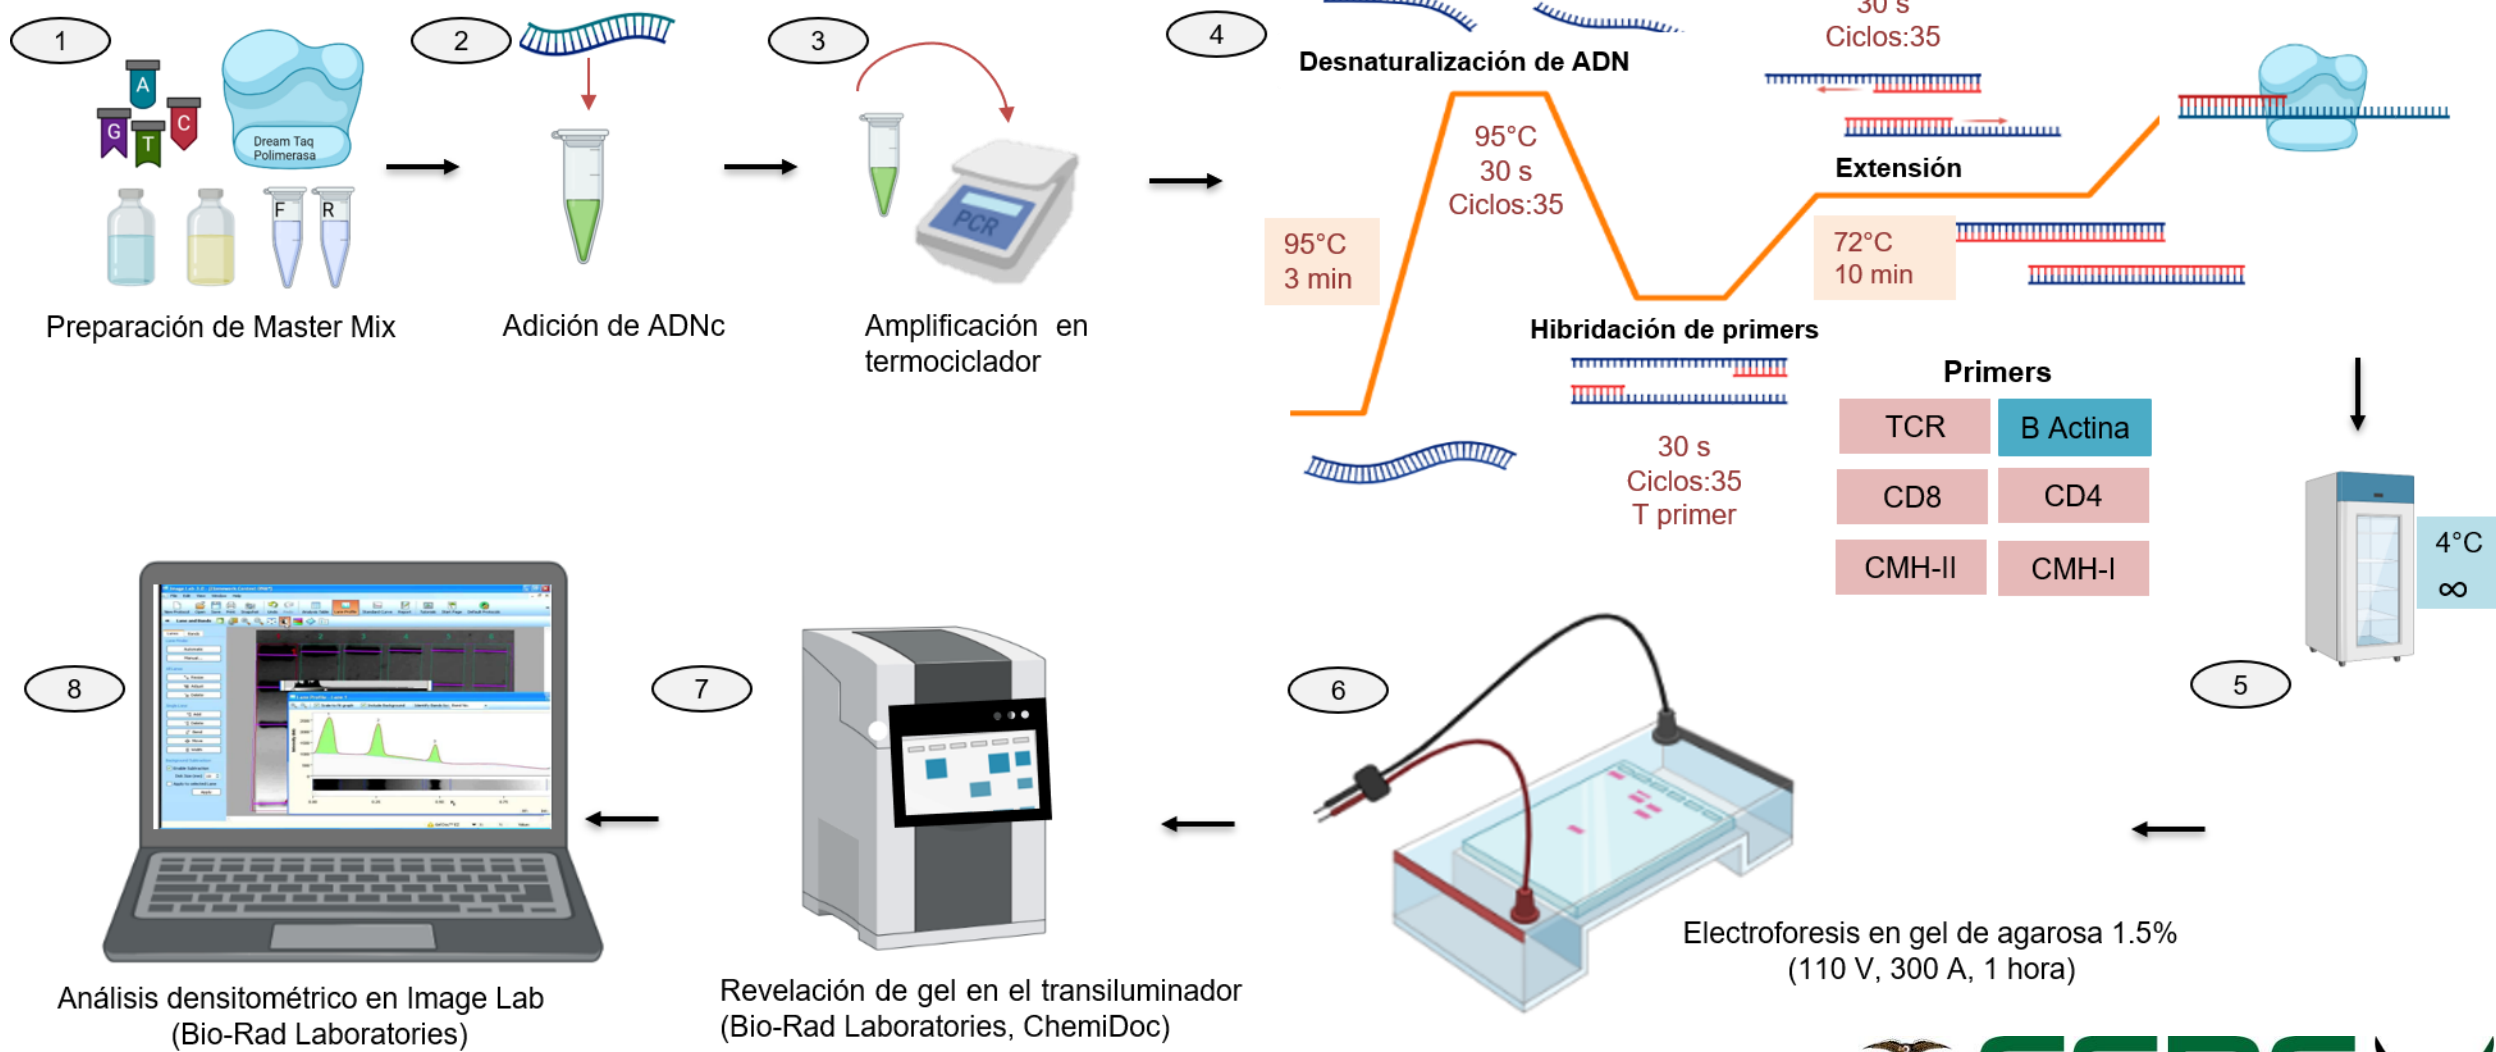 1
A
G
T
C
Dream Taq
Polimerasa
F
R
Preparación de Master Mix
2
Adición de ADNc
3
PCR
Amplificación en
termociclador
4
Desnaturalización de ADN
95°C
3 min
95°C
30 s
Ciclos:35
Hibridación de primers
30 s
Ciclos:35
T primer
30 s
Ciclos:35
Extensión
72°C
10 min
Primers
TCR
B Actina
CD8
CD4
CMH-II
CMH-I
4°C
∞
5
6
Electroforesis en gel de agarosa 1.5%
(110 V, 300 A, 1 hora)
7
Revelación de gel en el transiluminador
(Bio-Rad Laboratories, ChemiDoc)
8
Análisis densitométrico en Image Lab
(Bio-Rad Laboratories)